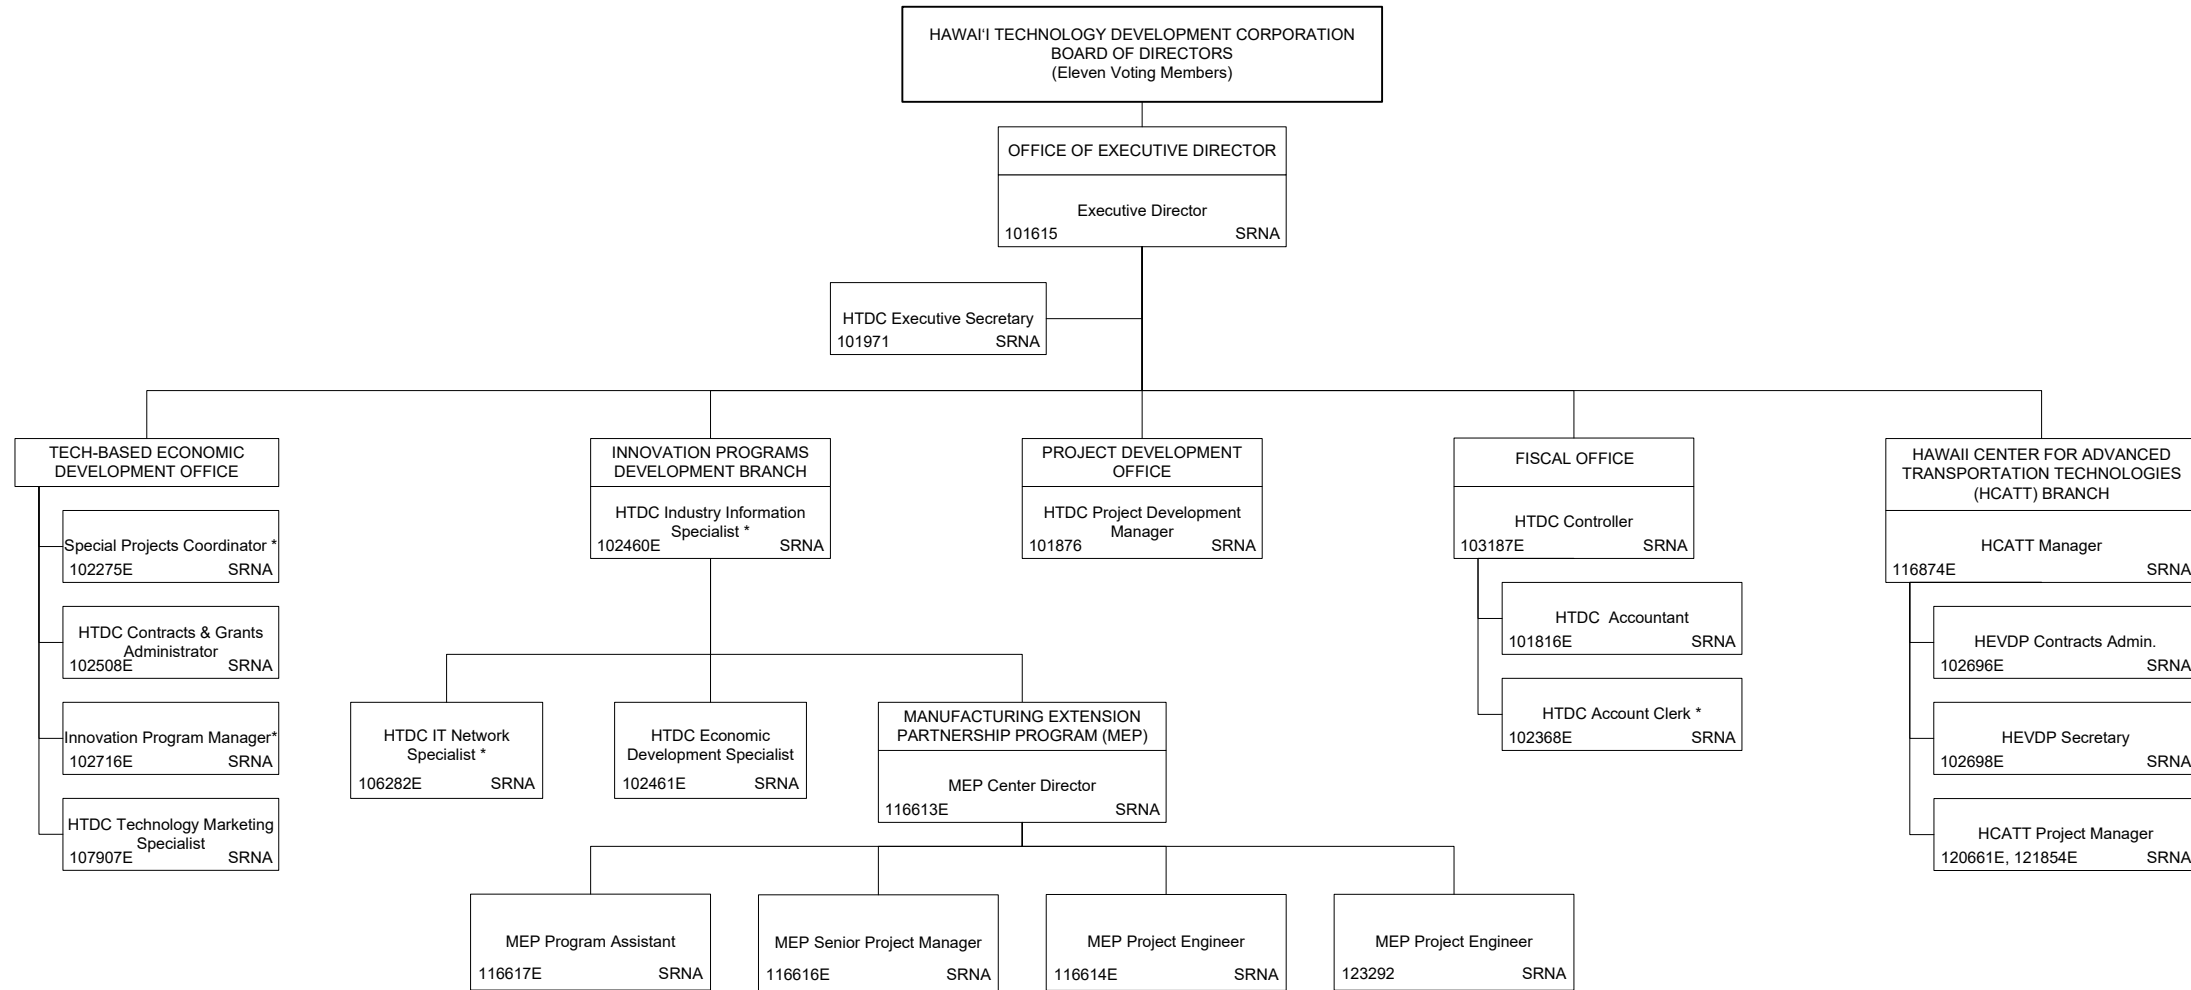 HAWAIʻI TECHNOLOGY DEVELOPMENT CORPORATION
BOARD OF DIRECTORS
(Eleven Voting Members)
OFFICE OF EXECUTIVE DIRECTOR
Executive Director
101615 SRNA
HTDC Executive Secretary
101971 SRNA
TECH-BASED ECONOMIC
DEVELOPMENT OFFICE
Special Projects Coordinator *
102275E SRNA
HTDC Contracts & Grants
Administrator
102508E SRNA
Innovation Program Manager*
102716E SRNA
HTDC Technology Marketing
Specialist
107907E SRNA
INNOVATION PROGRAMS
DEVELOPMENT BRANCH
HTDC Industry Information
Specialist *
102460E SRNA
HTDC IT Network
Specialist *
106282E SRNA
HTDC Economic
Development Specialist
102461E SRNA
MANUFACTURING EXTENSION
PARTNERSHIP PROGRAM (MEP)
MEP Center Director
116613E SRNA
MEP Program Assistant
116617E SRNA
MEP Senior Project Manager
116616E SRNA
MEP Project Engineer
116614E SRNA
MEP Project Engineer
123292 SRNA
PROJECT DEVELOPMENT
OFFICE
HTDC Project Development
Manager
101876 SRNA
FISCAL OFFICE
HTDC Controller
103187E SRNA
HTDC Accountant
101816E SRNA
HTDC Account Clerk *
102368E SRNA
HAWAII CENTER FOR ADVANCED
TRANSPORTATION TECHNOLOGIES
(HCATT) BRANCH
HCATT Manager
116874E SRNA
HEVDP Contracts Admin.
102696E SRNA
HEVDP Secretary
102698E SRNA
HCATT Project Manager
120661E, 121854E SRNA